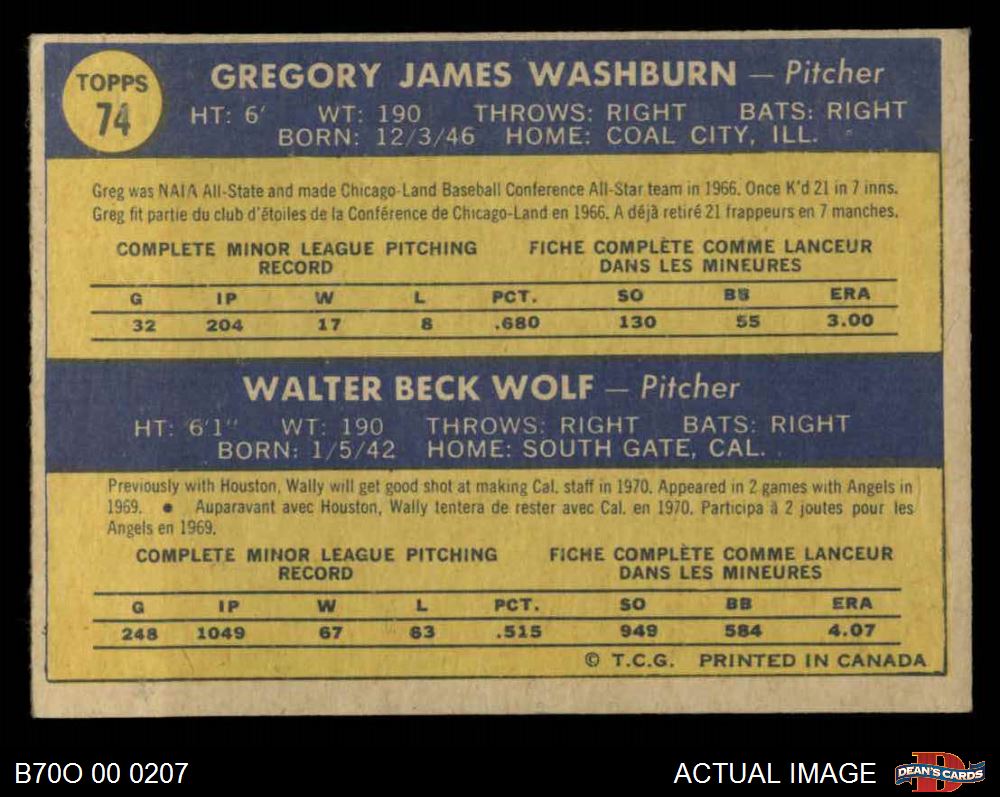 TOPPS
74
GREGORY JAMES WASHBURN — Pitcher
HT: 6' WT: 190 THROWS: RIGHT BATS: RIGHT
BORN: 12/3/46 HOME: COAL CITY, ILL.
Greg was NAIA All-State and made Chicago-Land Baseball Conference All-Star team in 1966. Once K'd 21 in 7 inns.
Greg fit partie du club d'étoiles de la Conférence de Chicago-Land en 1966. A déjà retiré 21 frappeurs en 7 manches.
COMPLETE MINOR LEAGUE PITCHING FICHE COMPLÈTE COMME LANCEUR
RECORD DANS LES MINEURES
G IP W L PCT. SO BB ERA
32 204 17 8 .680 130 55 3.00
WALTER BECK WOLF — Pitcher
HT: 6'1" WT: 190 THROWS: RIGHT BATS: RIGHT
BORN: 1/5/42 HOME: SOUTH GATE, CAL.
Previously with Houston, Wally will get good shot at making Cal. staff in 1970. Appeared in 2 games with Angels in
1969. ● Auparavant avec Houston, Wally tentera de rester avec Cal. en 1970. Participa à 2 joutes pour les
Angels en 1969.
COMPLETE MINOR LEAGUE PITCHING FICHE COMPLÈTE COMME LANCEUR
RECORD DANS LES MINEURES
G IP W L PCT. SO BB ERA
248 1049 67 63 .515 949 584 4.07
© T.C.G. PRINTED IN CANADA
B70O 00 0207 ACTUAL IMAGE DEAN'S CARDS